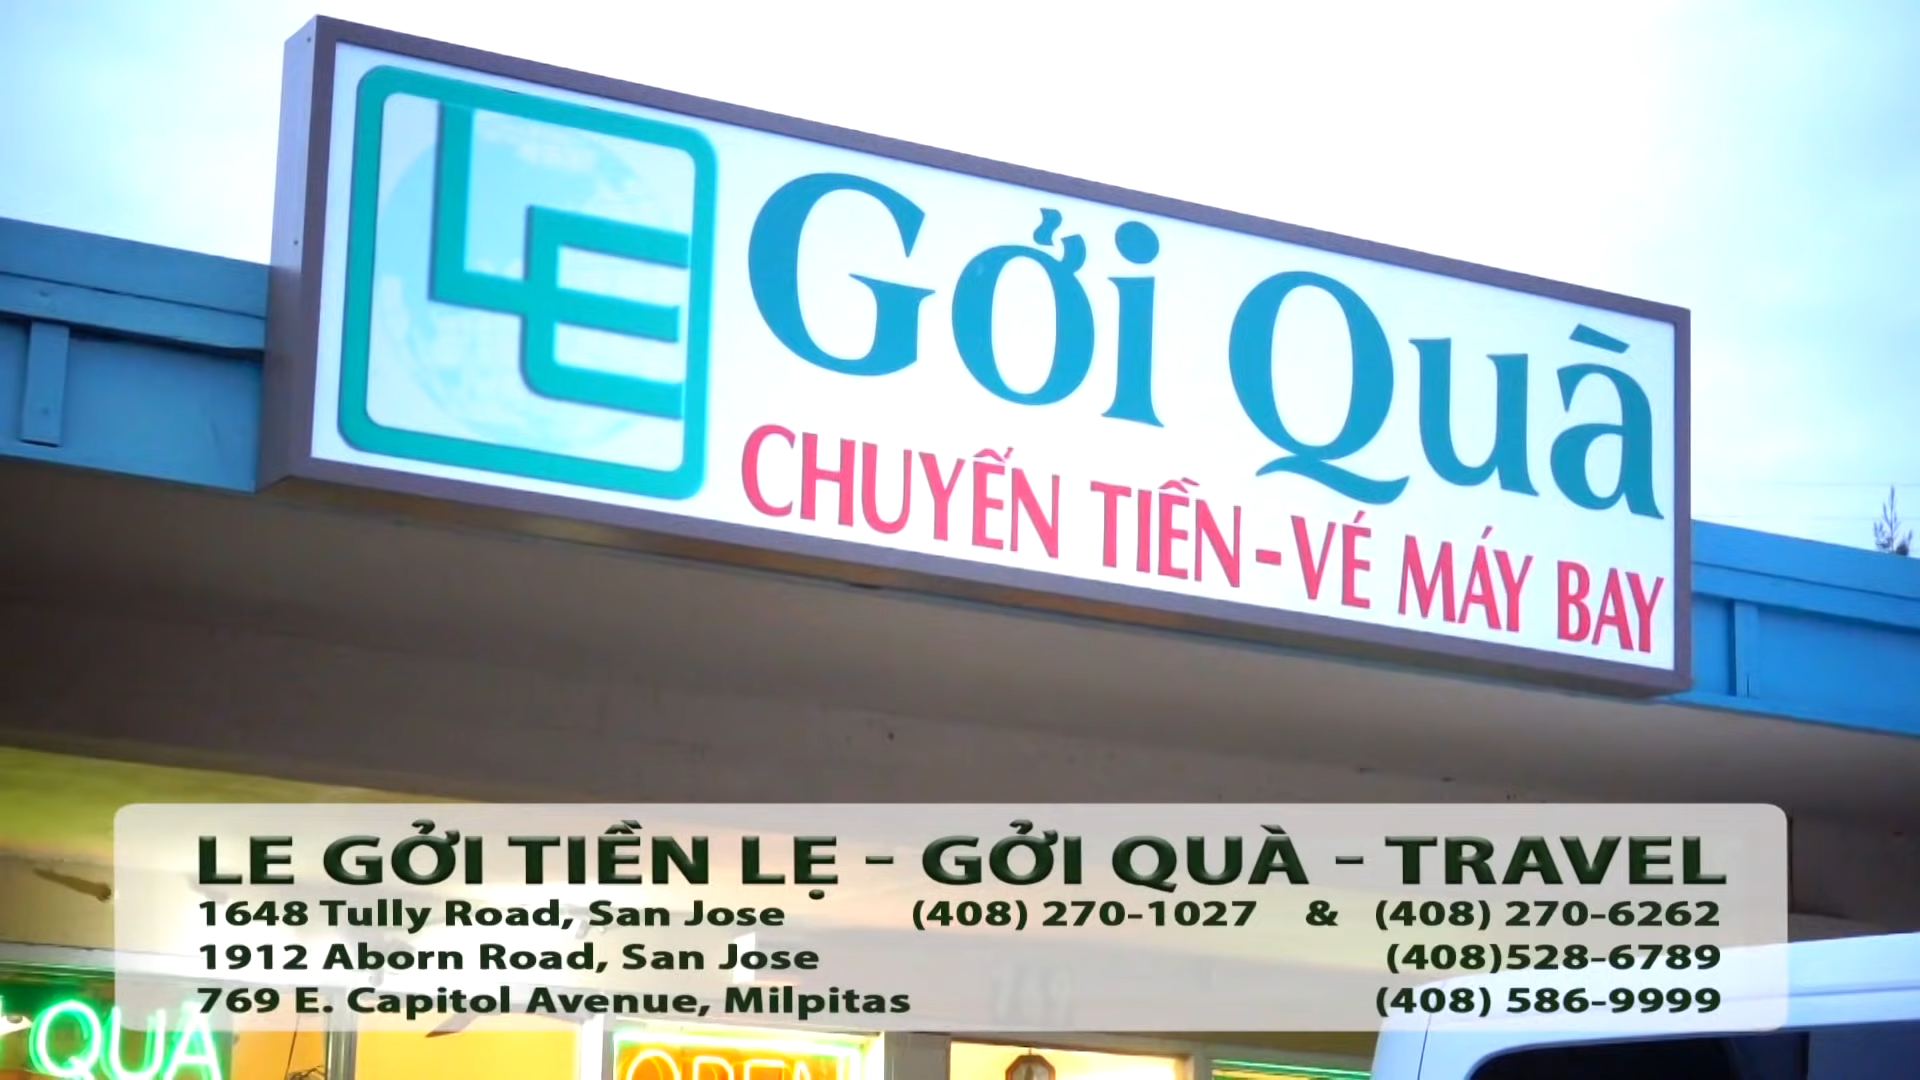 LE
Gởi Quà
CHUYỂN TIỀN - VÉ MÁY BAY
LE GỞI TIỀN LẸ - GỞI QUÀ - TRAVEL
1648 Tully Road, San Jose (408) 270-1027 & (408) 270-6262
1912 Aborn Road, San Jose (408)528-6789
769 E. Capitol Avenue, Milpitas (408) 586-9999
QUÀ
OPEN